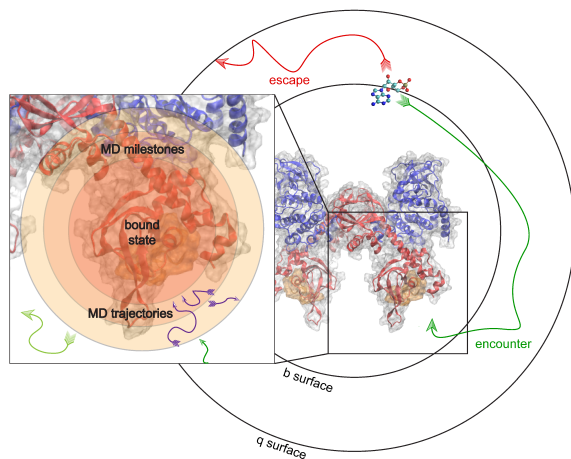 escape
MD milestones
bound
state
MD trajectories
encounter
b surface
q surface